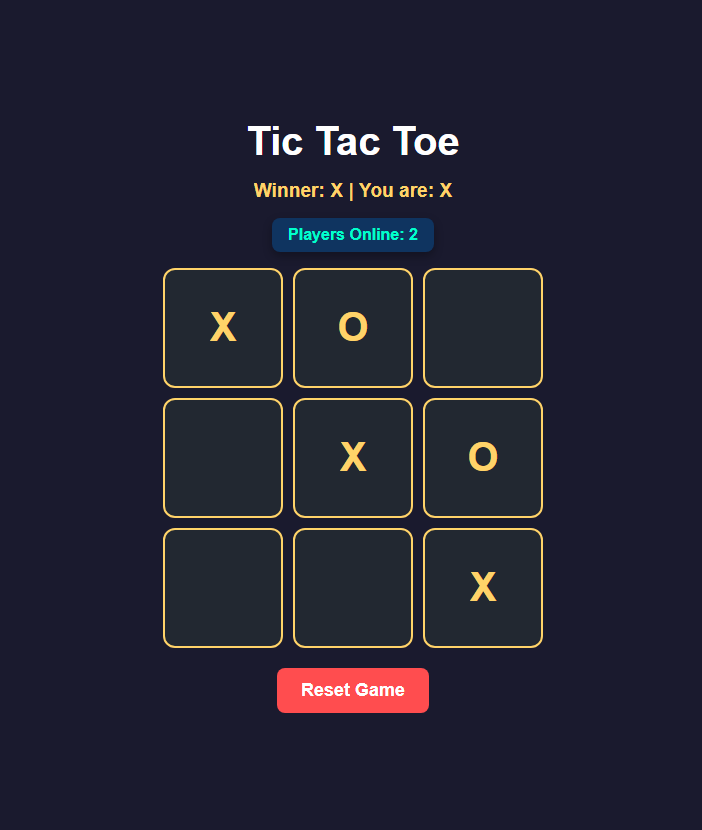 Tic Tac Toe
Winner: X | You are: X
Players Online: 2
X O
X O
X
Reset Game